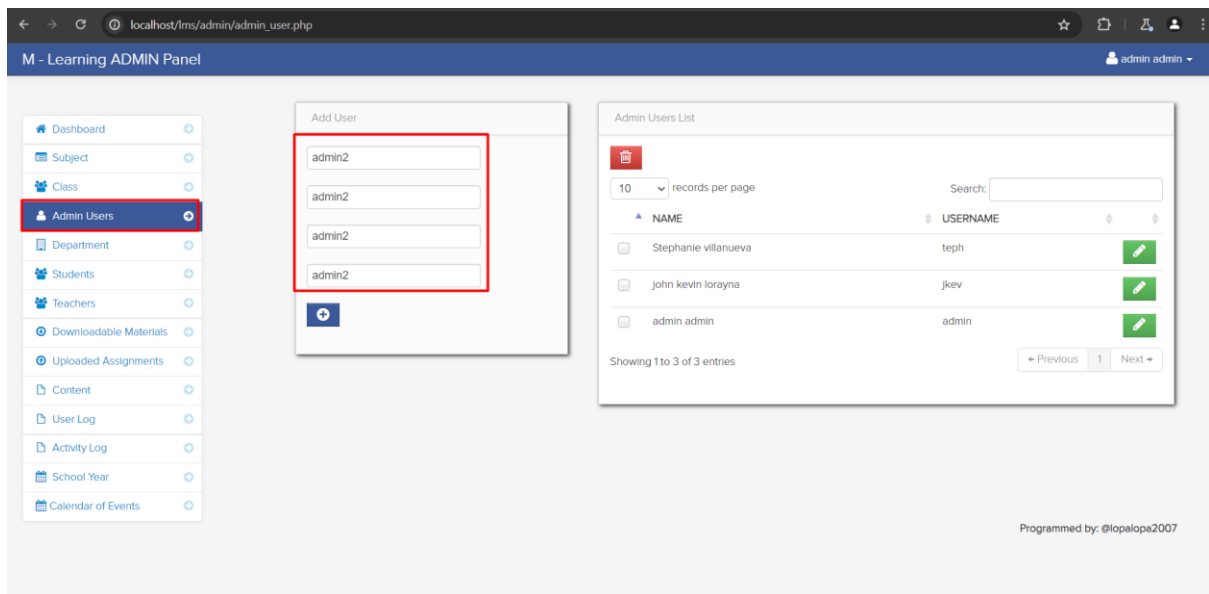 localhost/lms/admin/admin_user.php
M - Learning ADMIN Panel
admin admin
Dashboard
Subject
Class
Admin Users
Department
Students
Teachers
Downloadable Materials
Uploaded Assignments
Content
User Log
Activity Log
School Year
Calendar of Events
Add User
admin2
admin2
admin2
admin2
Admin Users List
10 records per page
Search:
NAME USERNAME
Stephanie villanueva teph
john kevin lorayna jkev
admin admin admin
Showing 1 to 3 of 3 entries
Previous 1 Next
Programmed by: @lopalopa2007